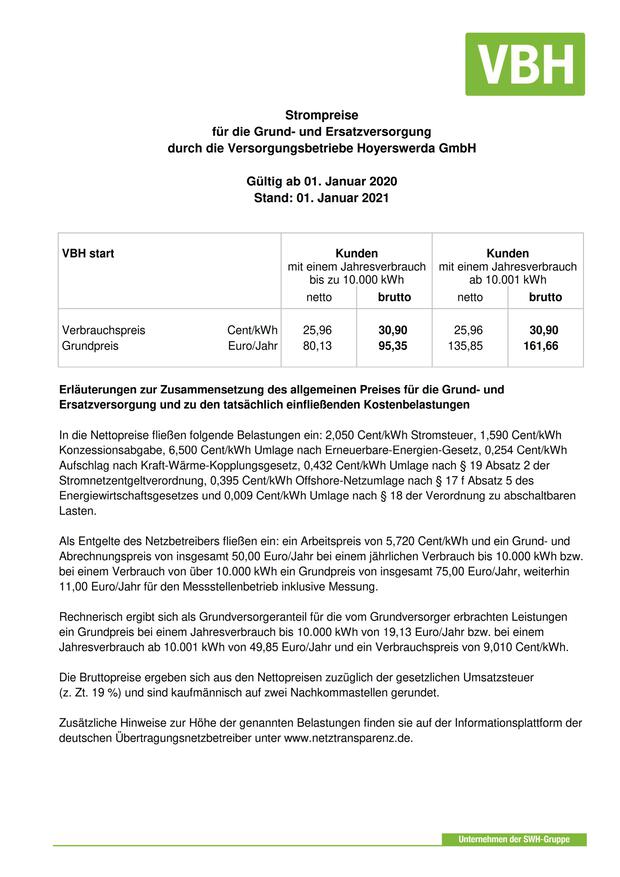 VBH
Strompreise
für die Grund- und Ersatzversorgung
durch die Versorgungsbetriebe Hoyerswerda GmbH
Gültig ab 01. Januar 2020
Stand: 01. Januar 2021
VBH start
Kunden
mit einem Jahresverbrauch
bis zu 10.000 kWh
Kunden
mit einem Jahresverbrauch
ab 10.001 kWh
netto brutto netto brutto
Verbrauchspreis Cent/kWh 25,96 30,90 25,96 30,90
Grundpreis Euro/Jahr 80,13 95,35 135,85 161,66
Erläuterungen zur Zusammensetzung des allgemeinen Preises für die Grund- und
Ersatzversorgung und zu den tatsächlich einfließenden Kostenbelastungen
In die Nettopreise fließen folgende Belastungen ein: 2,050 Cent/kWh Stromsteuer, 1,590 Cent/kWh
Konzessionsabgabe, 6,500 Cent/kWh Umlage nach Erneuerbare-Energien-Gesetz, 0,254 Cent/kWh
Aufschlag nach Kraft-Wärme-Kopplungsgesetz, 0,432 Cent/kWh Umlage nach § 19 Absatz 2 der
Stromnetzentgeltverordnung, 0,395 Cent/kWh Offshore-Netzumlage nach § 17 f Absatz 5 des
Energiewirtschaftsgesetzes und 0,009 Cent/kWh Umlage nach § 18 der Verordnung zu abschaltbaren
Lasten.
Als Entgelte des Netzbetreibers fließen ein: ein Arbeitspreis von 5,720 Cent/kWh und ein Grund- und
Abrechnungspreis von insgesamt 50,00 Euro/Jahr bei einem jährlichen Verbrauch bis 10.000 kWh bzw.
bei einem Verbrauch von über 10.000 kWh ein Grundpreis von insgesamt 75,00 Euro/Jahr, weiterhin
11,00 Euro/Jahr für den Messstellenbetrieb inklusive Messung.
Rechnerisch ergibt sich als Grundversorgeranteil für die vom Grundversorger erbrachten Leistungen
ein Grundpreis bei einem Jahresverbrauch bis 10.000 kWh von 19,13 Euro/Jahr bzw. bei einem
Jahresverbrauch ab 10.001 kWh von 49,85 Euro/Jahr und ein Verbrauchspreis von 9,010 Cent/kWh.
Die Bruttopreise ergeben sich aus den Nettopreisen zuzüglich der gesetzlichen Umsatzsteuer
(z. Zt. 19 %) und sind kaufmännisch auf zwei Nachkommastellen gerundet.
Zusätzliche Hinweise zur Höhe der genannten Belastungen finden sie auf der Informationsplattform der
deutschen Übertragungsnetzbetreiber unter www.netztransparenz.de.
Unternehmen der SWH-Gruppe